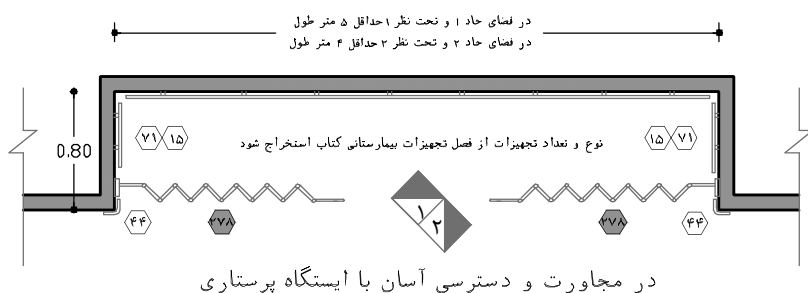 در فضای حاد ۱ و تحت نظر ۱ حداقل ۵ متر طول
در فضای حاد ۲ و تحت نظر ۲ حداقل ۴ متر طول
۷۱ ۱۵
۱۵ ۷۱
0.80
نوع و تعداد تجهیزات از فصل تجهیزات بیمارستانی کتاب استخراج شود
۴۴ ۲۷۸
۱
۲
۲۷۸ ۴۴
در مجاورت و دسترسی آسان با ایستگاه پرستاری